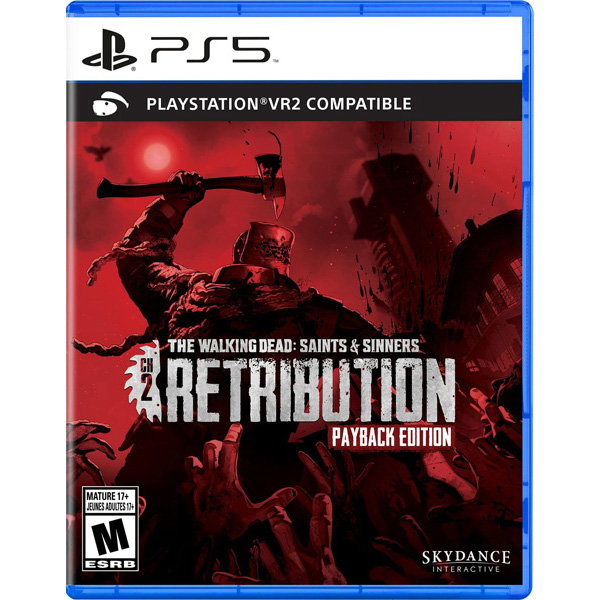 PS5™
PLAYSTATION®VR2 COMPATIBLE
THE WALKING DEAD: SAINTS & SINNERS
CH 2
RETRIBUTION
PAYBACK EDITION
MATURE 17+
JEUNES ADULTES 17+
M
ESRB
SKYDANCE
INTERACTIVE